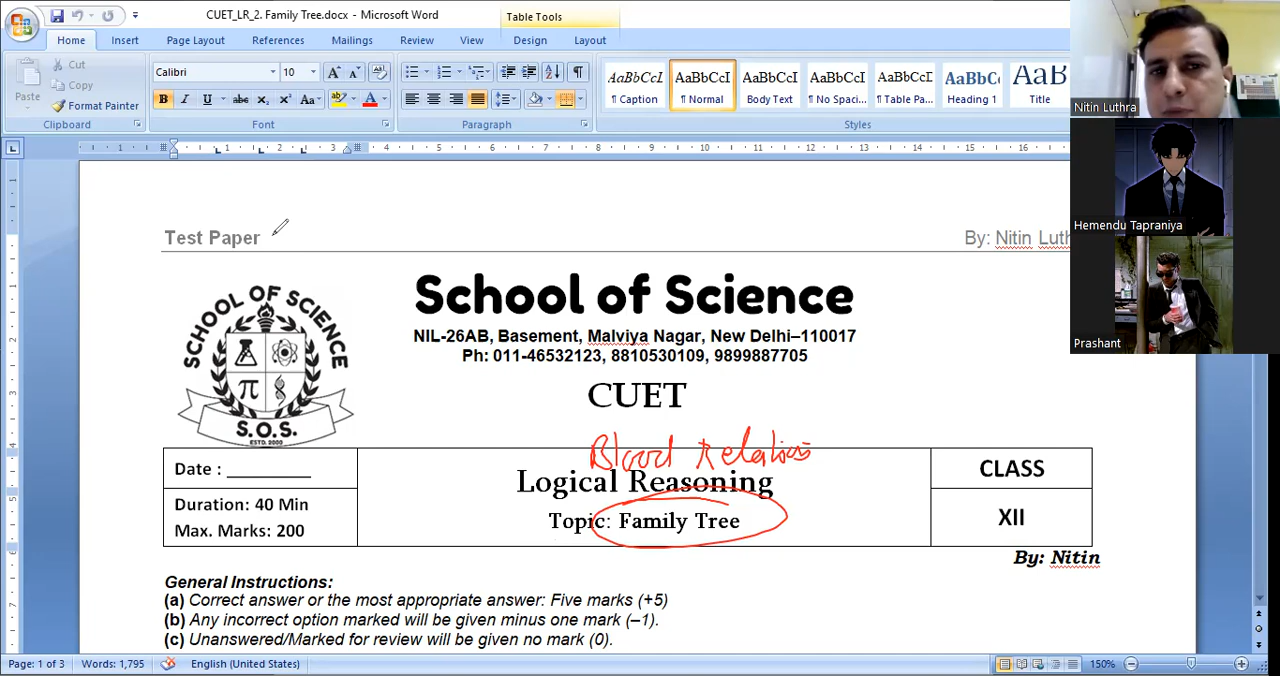 CUET_LR_2. Family Tree.docx - Microsoft Word
Table Tools
Home Insert Page Layout References Mailings Review View Design Layout
Cut
Copy
Paste
Format Painter
Calibri 10
AaBbCcL AaBbCcI AaBbCcI AaBbCcI AaBbCcI AaBbCc AaBbC
¶ Caption ¶ Normal Body Text ¶ No Spaci... ¶ Table Pa... Heading 1 Title
Clipboard Font Paragraph Styles
Test Paper
By: Nitin Luth
SCHOOL OF SCIENCE
S.O.S.
ESTD. 2000
School of Science
NIL-26AB, Basement, Malviya Nagar, New Delhi–110017
Ph: 011-46532123, 8810530109, 9899887705
CUET
Blood Relations
Date : __________
Logical Reasoning
CLASS
Duration: 40 Min
Max. Marks: 200
Topic: Family Tree
XII
By: Nitin
General Instructions:
(a) Correct answer or the most appropriate answer: Five marks (+5)
(b) Any incorrect option marked will be given minus one mark (–1).
(c) Unanswered/Marked for review will be given no mark (0).
Page: 1 of 3 Words: 1,795 English (United States) 150%
Nitin Luthra
Hemendu Tapraniya
Prashant